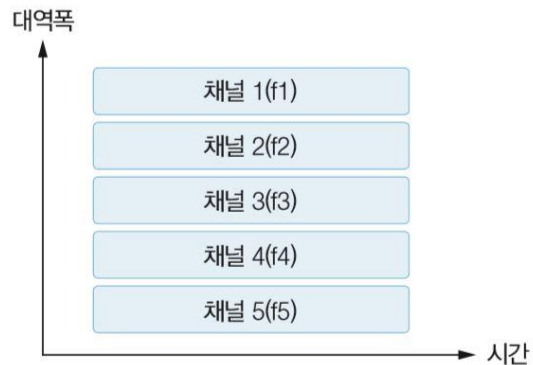 대역폭
채널 1(f1)
채널 2(f2)
채널 3(f3)
채널 4(f4)
채널 5(f5)
시간